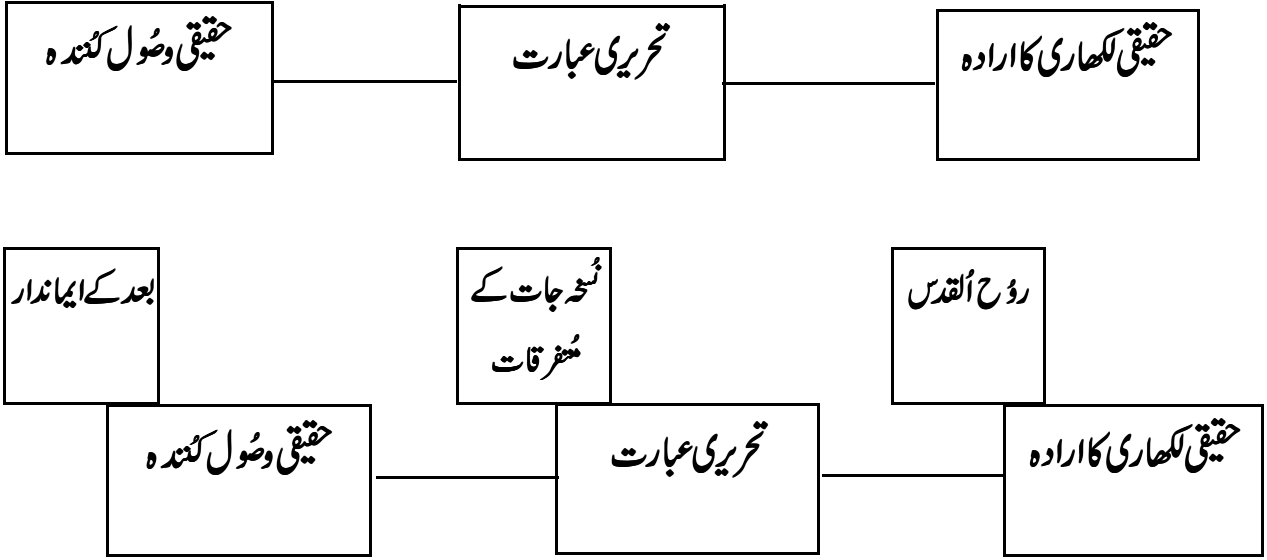 حقیقی لکھاری کا ارادہ
تحریری عبارت
حقیقی وصُول کُنندہ
رُوح اُلقدس
نُسخہ جات کے
مُتفرقات
بعد کے ایماندار
حقیقی لکھاری کا ارادہ
تحریری عبارت
حقیقی وصُول کُنندہ